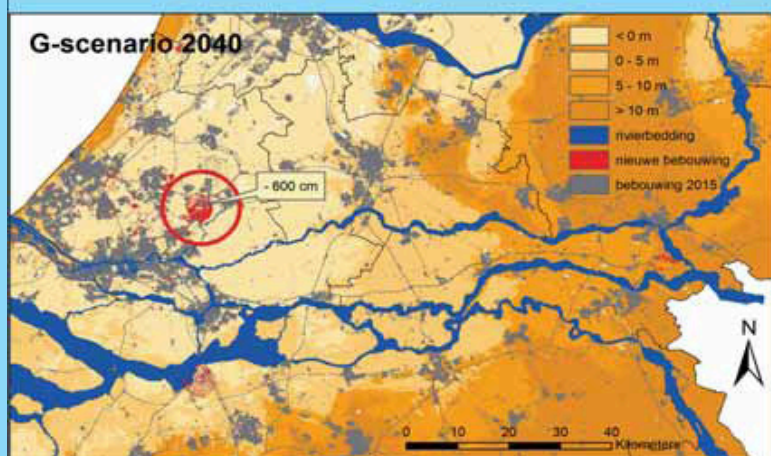 G-scenario 2040
< 0 m
0 - 5 m
5 - 10 m
> 10 m
rivierbedding
nieuwe bebouwing
bebouwing 2015
- 600 cm
N
0 10 20 30 40
Kilometers